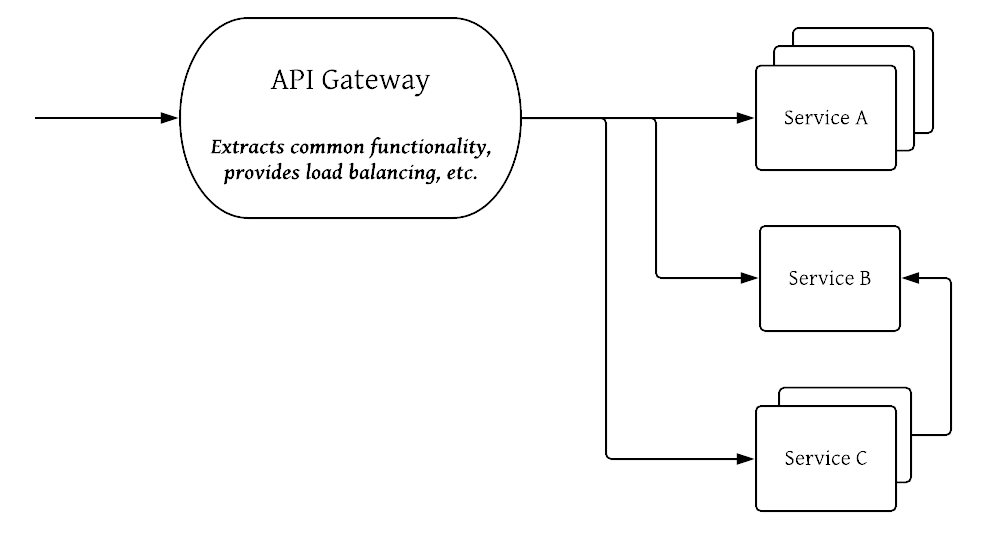 API Gateway
Extracts common functionality,
provides load balancing, etc.
Service A
Service B
Service C